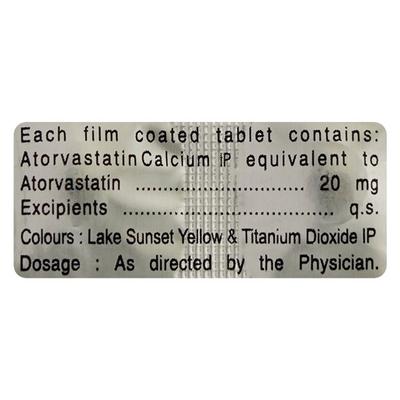 Each film coated tablet contains:
Atorvastatin Calcium IP equivalent to
Atorvastatin ................................ 20 mg
Excipients ....................................... q.s.
Colours : Lake Sunset Yellow & Titanium Dioxide IP
Dosage : As directed by the Physician.